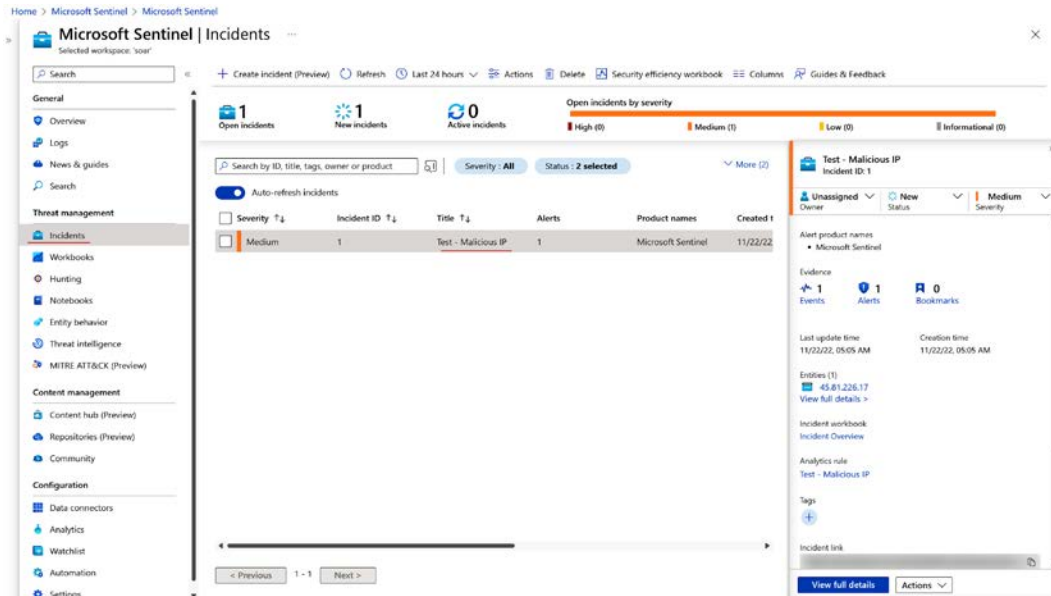 Home > Microsoft Sentinel > Microsoft Sentinel
Microsoft Sentinel | Incidents ...
Selected workspace: 'soar'
Search
General
Overview
Logs
News & guides
Search
Threat management
Incidents
Workbooks
Hunting
Notebooks
Entity behavior
Threat intelligence
MITRE ATT&CK (Preview)
Content management
Content hub (Preview)
Repositories (Preview)
Community
Configuration
Data connectors
Analytics
Watchlist
Automation
Settings
+ Create incident (Preview) Refresh Last 24 hours Actions Delete Security efficiency workbook Columns Guides & Feedback
1 Open incidents
1 New incidents
0 Active incidents
Open incidents by severity
High (0) Medium (1) Low (0) Informational (0)
Search by ID, title, tags, owner or product Severity : All Status : 2 selected More (2)
Auto-refresh incidents
Severity ↑↓ Incident ID ↑↓ Title ↑↓ Alerts Product names Created t
Medium 1 Test - Malicious IP 1 Microsoft Sentinel 11/22/22
< Previous 1 - 1 Next >
Test - Malicious IP
Incident ID: 1
Unassigned New Medium
Owner Status Severity
Alert product names
• Microsoft Sentinel
Evidence
1 1 0
Events Alerts Bookmarks
Last update time Creation time
11/22/22, 05:05 AM 11/22/22, 05:05 AM
Entities (1)
45.81.226.17
View full details >
Incident workbook
Incident Overview
Analytics rule
Test - Malicious IP
Tags
+
Incident link
View full details Actions